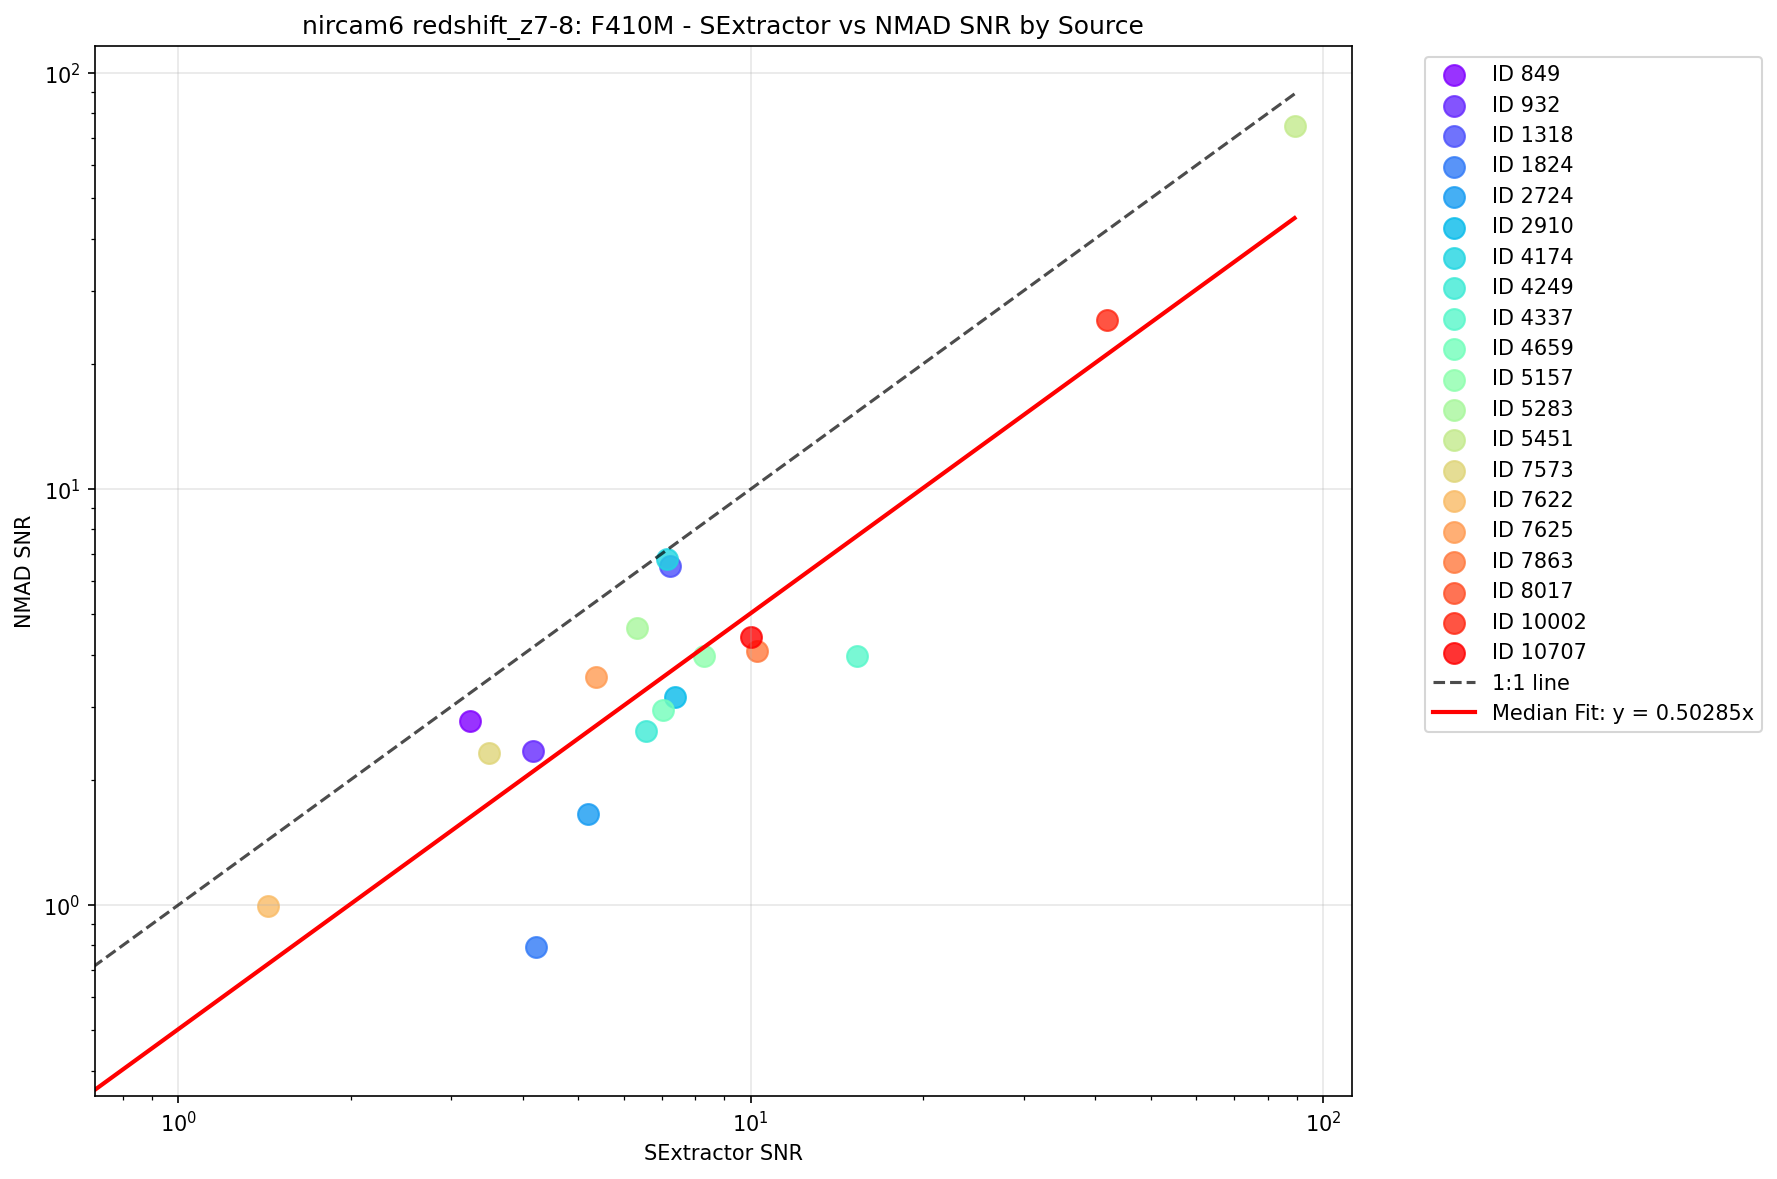 nircam6 redshift_z7-8: F410M - SExtractor vs NMAD SNR by Source
NMAD SNR
10²
10¹
10⁰
10⁰
10¹
10²
SExtractor SNR
ID 849
ID 932
ID 1318
ID 1824
ID 2724
ID 2910
ID 4174
ID 4249
ID 4337
ID 4659
ID 5157
ID 5283
ID 5451
ID 7573
ID 7622
ID 7625
ID 7863
ID 8017
ID 10002
ID 10707
1:1 line
Median Fit: y = 0.50285x